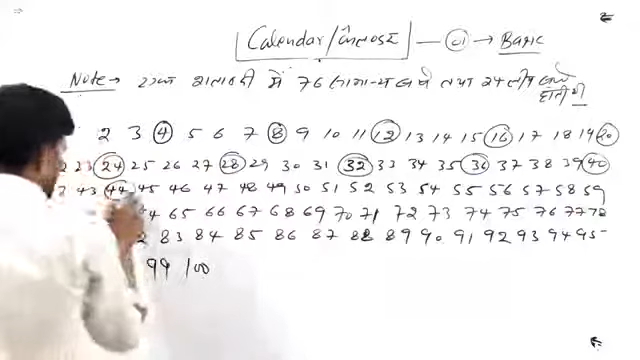 Calendar/कैलेण्डर — 01 → Basic
Note → एक शताब्दी में 76 सामान्य वर्ष तथा 24 लीप वर्ष
होती हैं
2 3 4 5 6 7 8 9 10 11 12 13 14 15 16 17 18 19 20
23 24 25 26 27 28 29 30 31 32 33 34 35 36 37 38 39 40
43 44 45 46 47 48 49 50 51 52 53 54 55 56 57 58 59
65 66 67 68 69 70 71 72 73 74 75 76 77 78
83 84 85 86 87 88 89 90 91 92 93 94 95
99 100